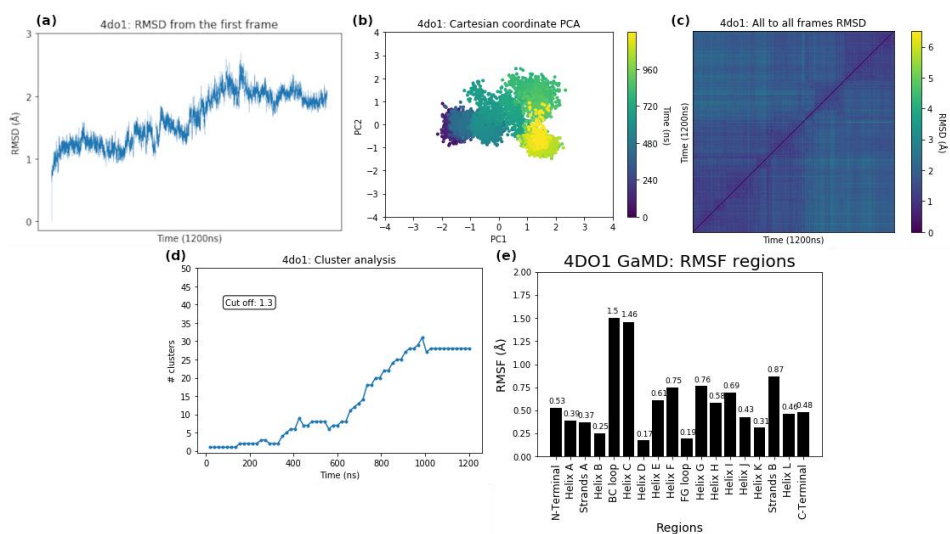 (a)
4do1: RMSD from the first frame
3
2
1
0
RMSD (Å)
Time (1200ns)
(b)
4do1: Cartesian coordinate PCA
4
3
2
1
0
−1
−2
−3
−4
PC2
−4 −3 −2 −1 0 1 2 3 4
PC1
960
720
480
240
0
Time (ns)
(c)
4do1: All to all frames RMSD
Time (1200ns)
Time (1200ns)
6
5
4
3
2
1
0
RMSD (Å)
(d)
4do1: Cluster analysis
50
45
40
35
30
25
20
15
10
5
0
# clusters
Cut off: 1.3
0 200 400 600 800 1000 1200
Time (ns)
(e)
4DO1 GaMD: RMSF regions
2.00
1.75
1.50
1.25
1.00
0.75
0.50
0.25
0.00
RMSF (Å)
0.53 0.39 0.37 0.25 1.5 1.46 0.17 0.61 0.75 0.19 0.76 0.58 0.69 0.43 0.31 0.87 0.46 0.48
N-Terminal
Helix A
Strands A
Helix B
BC loop
Helix C
Helix D
Helix E
Helix F
FG loop
Helix G
Helix H
Helix I
Helix J
Helix K
Strands B
Helix L
C-Terminal
Regions